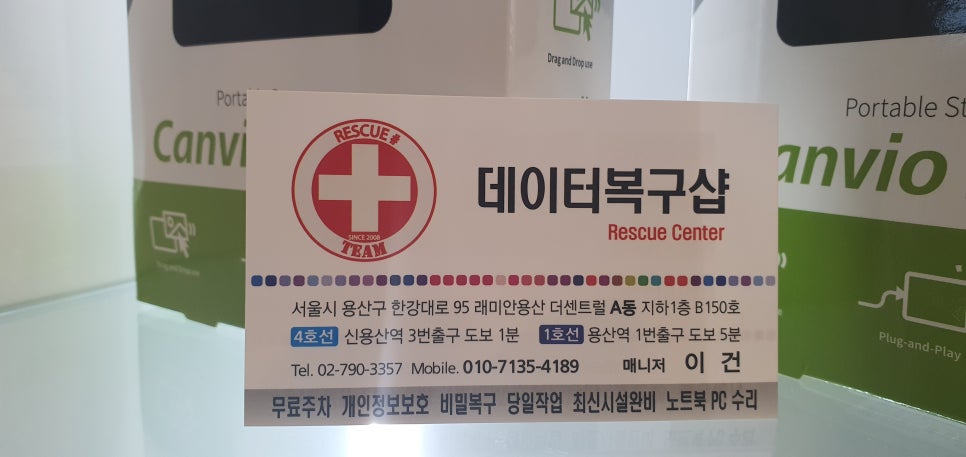 Drag and Drop use
Porta
Canvi
Portable St
anvio
RESCUE #
SINCE 2008
TEAM
데이터복구샵
Rescue Center
서울시 용산구 한강대로 95 래미안용산 더센트럴 A동 지하1층 B150호
4호선 신용산역 3번출구 도보 1분 1호선 용산역 1번출구 도보 5분
Tel. 02-790-3357 Mobile. 010-7135-4189 매니저 이 건
무료주차 개인정보보호 비밀복구 당일작업 최신시설완비 노트북 PC 수리
Drag and Drop use
Plug-and-Play